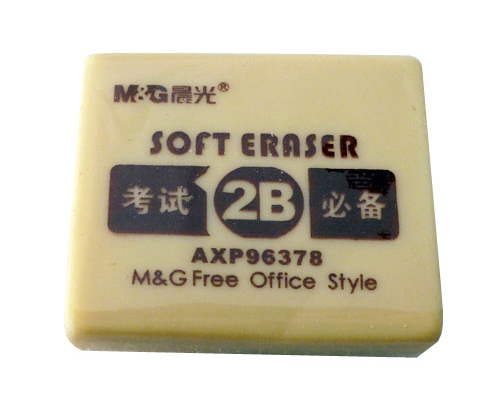 M&G晨光®
SOFT ERASER
考试 2B 必备
AXP96378
M&G Free Office Style